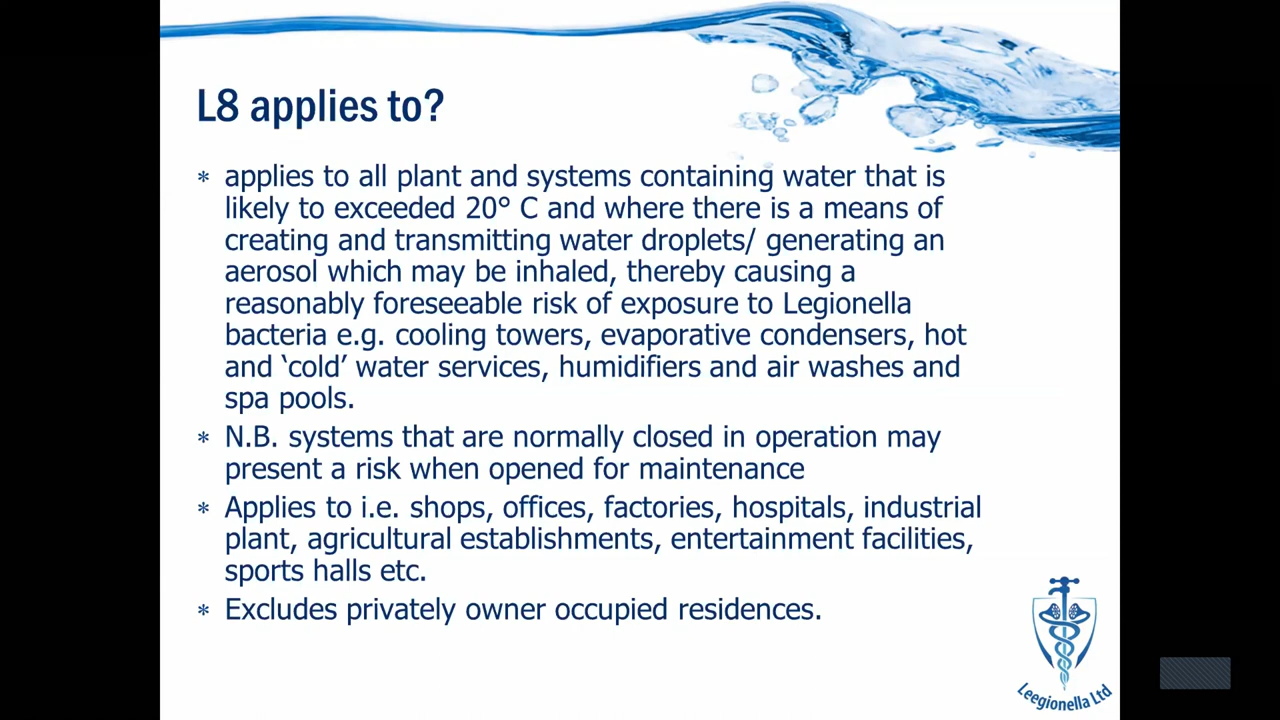 L8 applies to?
* applies to all plant and systems containing water that is
likely to exceeded 20° C and where there is a means of
creating and transmitting water droplets/ generating an
aerosol which may be inhaled, thereby causing a
reasonably foreseeable risk of exposure to Legionella
bacteria e.g. cooling towers, evaporative condensers, hot
and ‘cold’ water services, humidifiers and air washes and
spa pools.
* N.B. systems that are normally closed in operation may
present a risk when opened for maintenance
* Applies to i.e. shops, offices, factories, hospitals, industrial
plant, agricultural establishments, entertainment facilities,
sports halls etc.
* Excludes privately owner occupied residences.
Leegionella Ltd